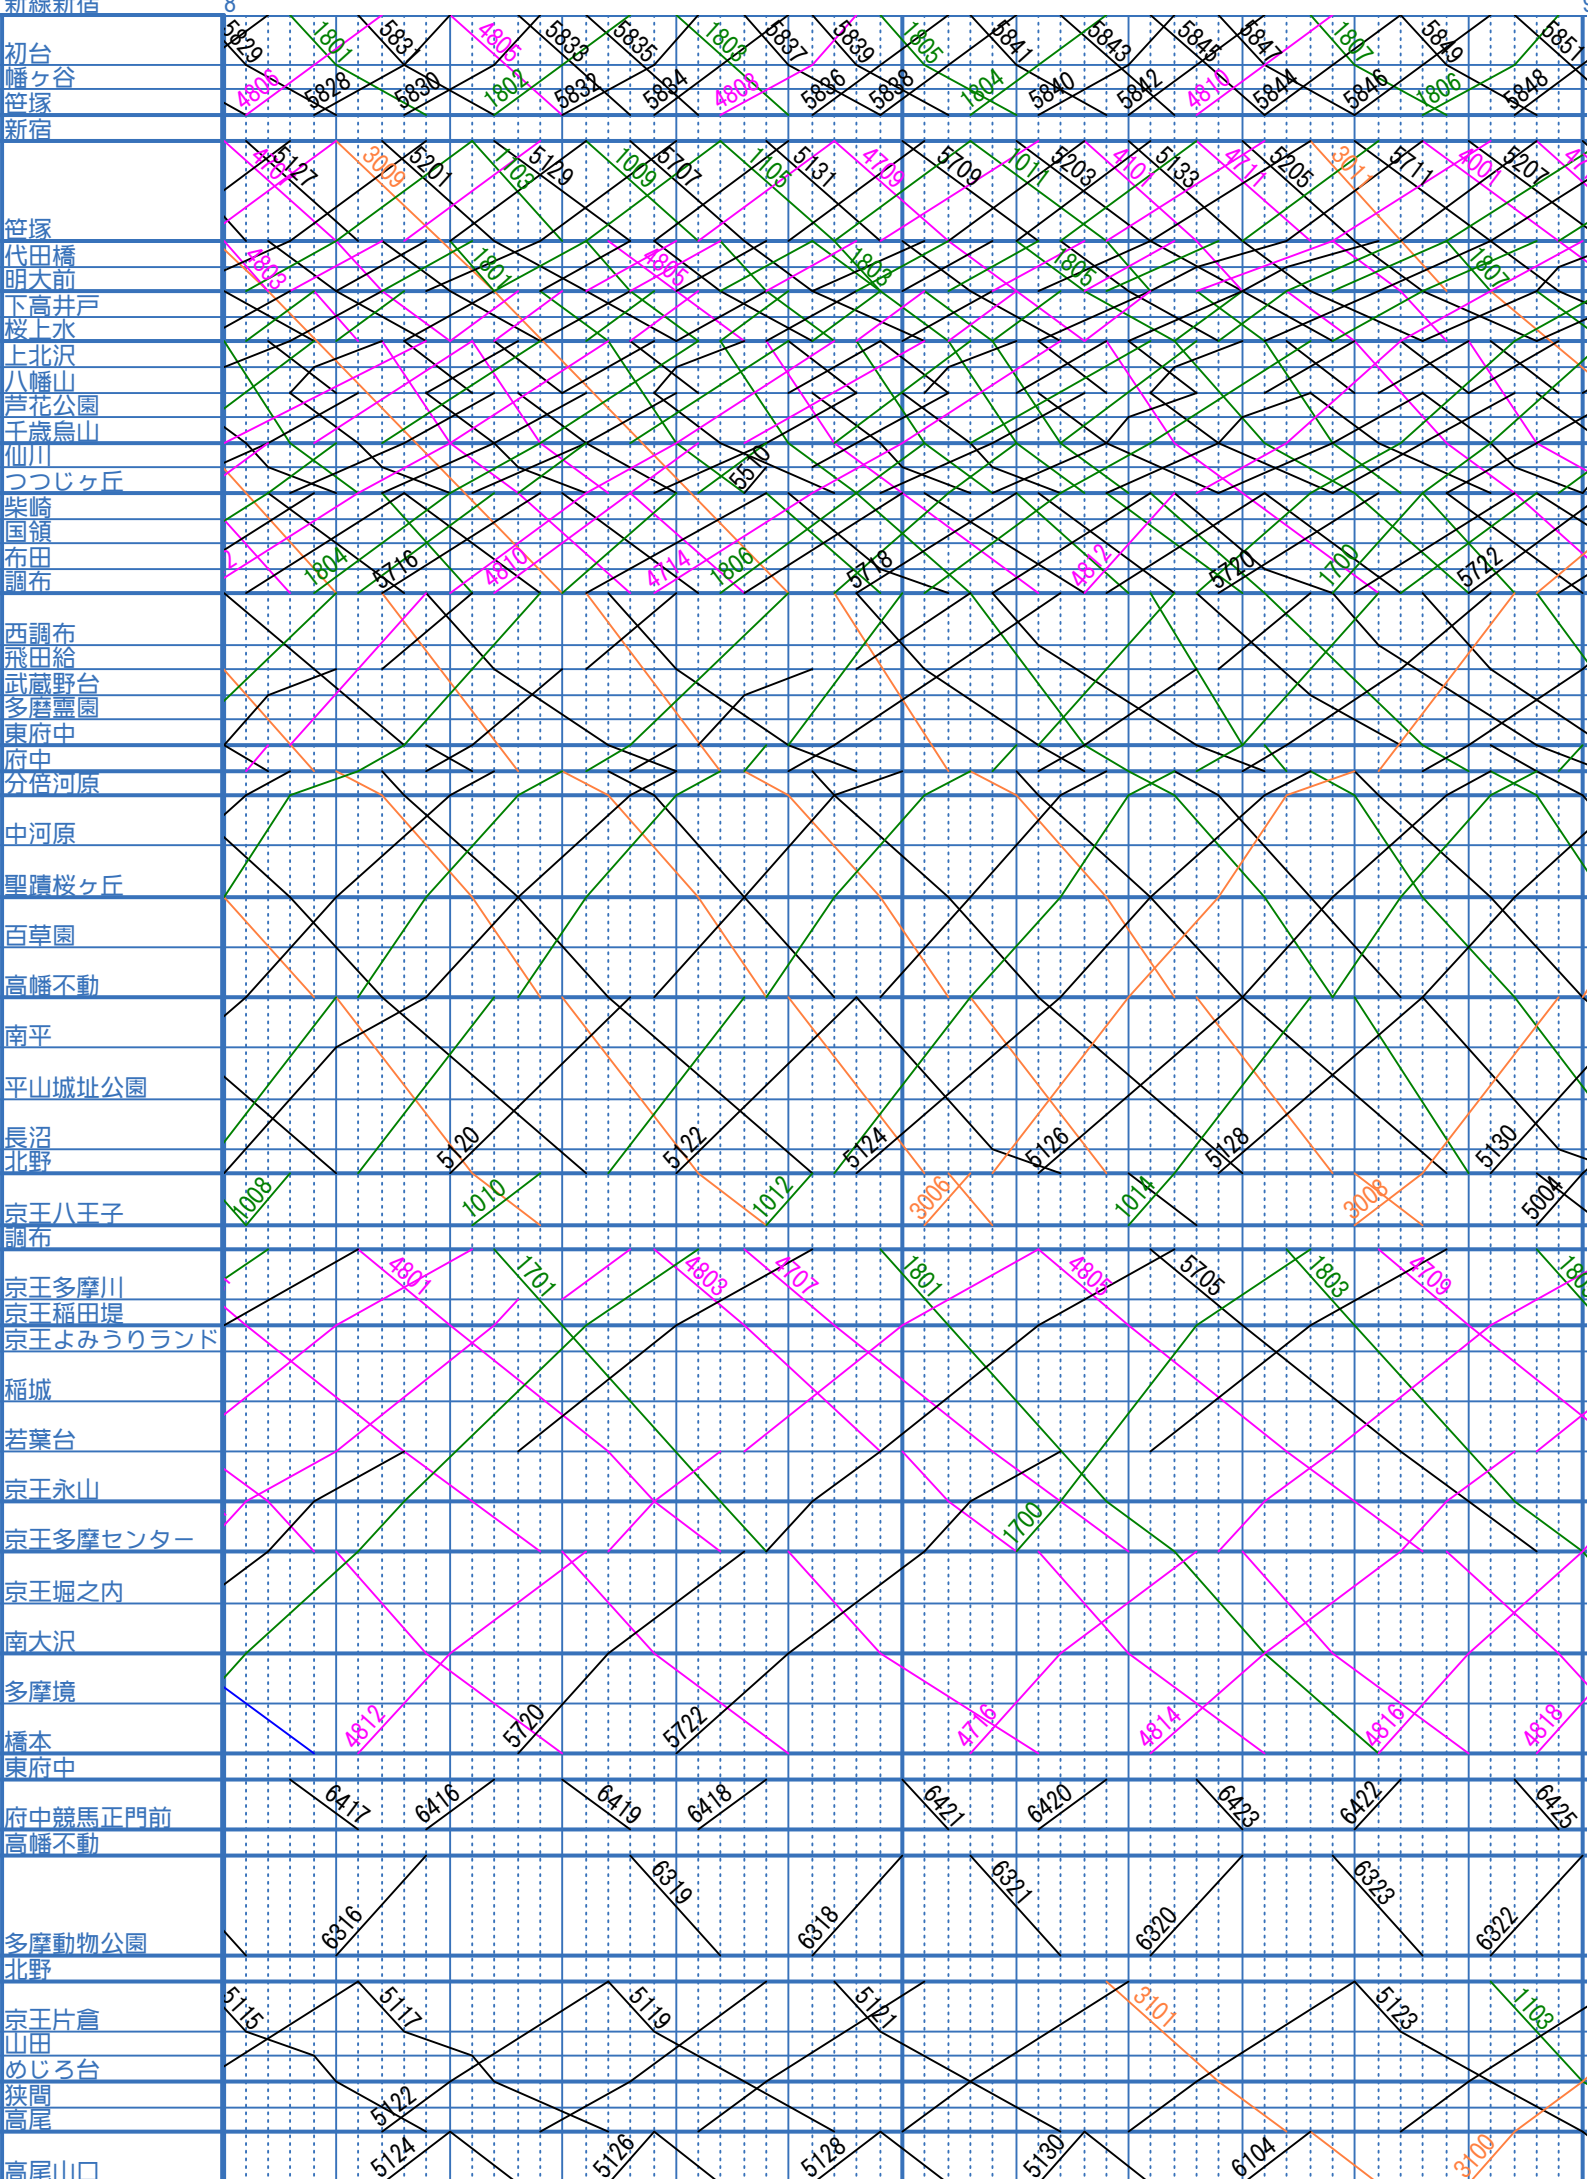 新線新宿 8
5829 1801 5831 4805 5833 5835 1803 5837 5839 1805 5841 5843 5845 5847 1807 5849 5851
初台
幡ヶ谷
4806 5828 5830 1802 5832 5834 4808 5836 5838 1804 5840 5842 4810 5844 5846 1806 5848
笹塚
新宿
4707 5127 3009 5201 1703 5129 1009 5707 1105 5131 4709 5709 1011 5203 4101 5133 4711 5205 3011 5711 4001 5207
笹塚
代田橋
4803 1801 4805 1803 1805 1807
明大前
下高井戸
桜上水
上北沢
八幡山
芦花公園
千歳烏山
仙川
5510
つつじヶ丘
柴崎
国領
布田
1804 5716 4810 4714 1806 5718 4812 5720 1700 5722
調布
西調布
飛田給
武蔵野台
多磨霊園
東府中
府中
分倍河原
中河原
聖蹟桜ヶ丘
百草園
高幡不動
南平
平山城址公園
長沼
5120 5122 5124 5126 5128 5130
北野
1008 1010 1012 3006 1014 3008 5004
京王八王子
調布
4801 1701 4803 4707 1801 4805 5705 1803 4709
京王多摩川
京王稲田堤
京王よみうりランド
稲城
若葉台
京王永山
1700
京王多摩センター
京王堀之内
南大沢
多摩境
4812 5720 5722 4716 4814 4816 4818
橋本
東府中
6417 6416 6419 6418 6421 6420 6423 6422 6425
府中競馬正門前
高幡不動
6316 6319 6318 6321 6320 6323 6322
多摩動物公園
北野
5115 5117 5119 5121 3101 5123 1103
京王片倉
山田
めじろ台
狭間
5122
高尾
5124 5126 5128 5130 6104 3100
高尾山口